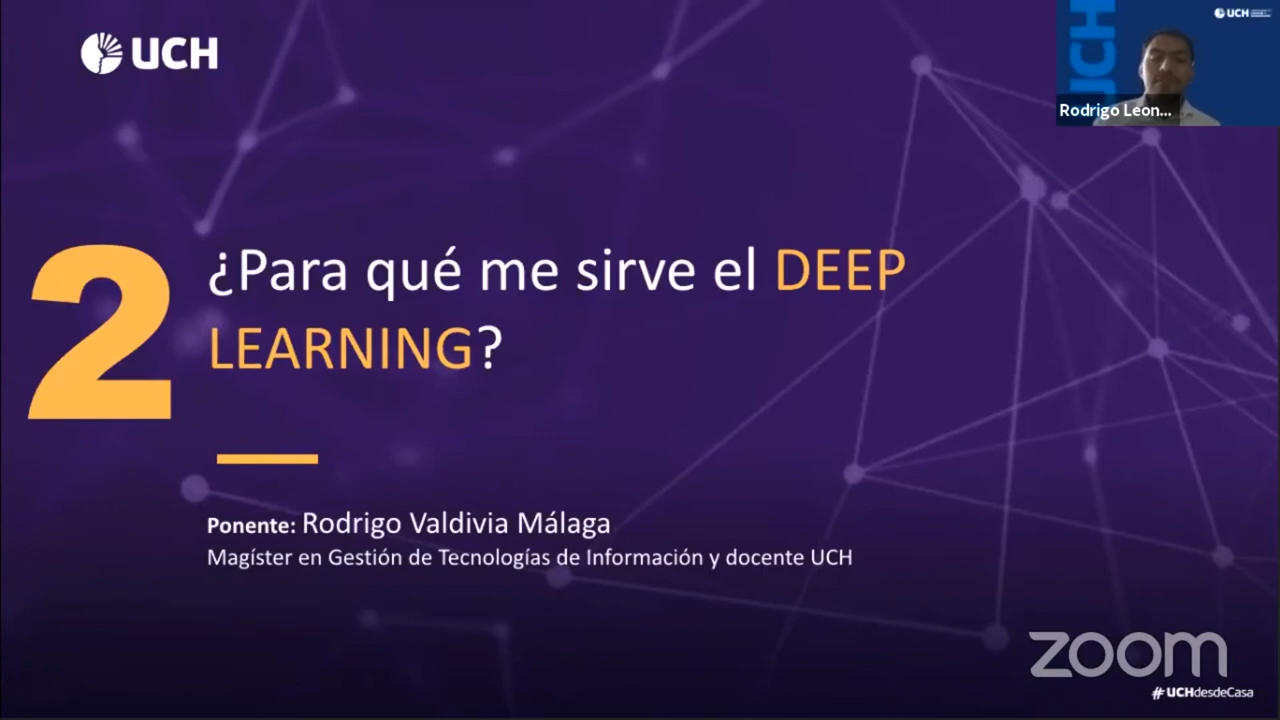 UCH
UCH
UCH
Rodrigo Leon...
2
¿Para qué me sirve el DEEP
LEARNING?
Ponente: Rodrigo Valdivia Málaga
Magíster en Gestión de Tecnologías de Información y docente UCH
zoom
#UCHdesdeCasa